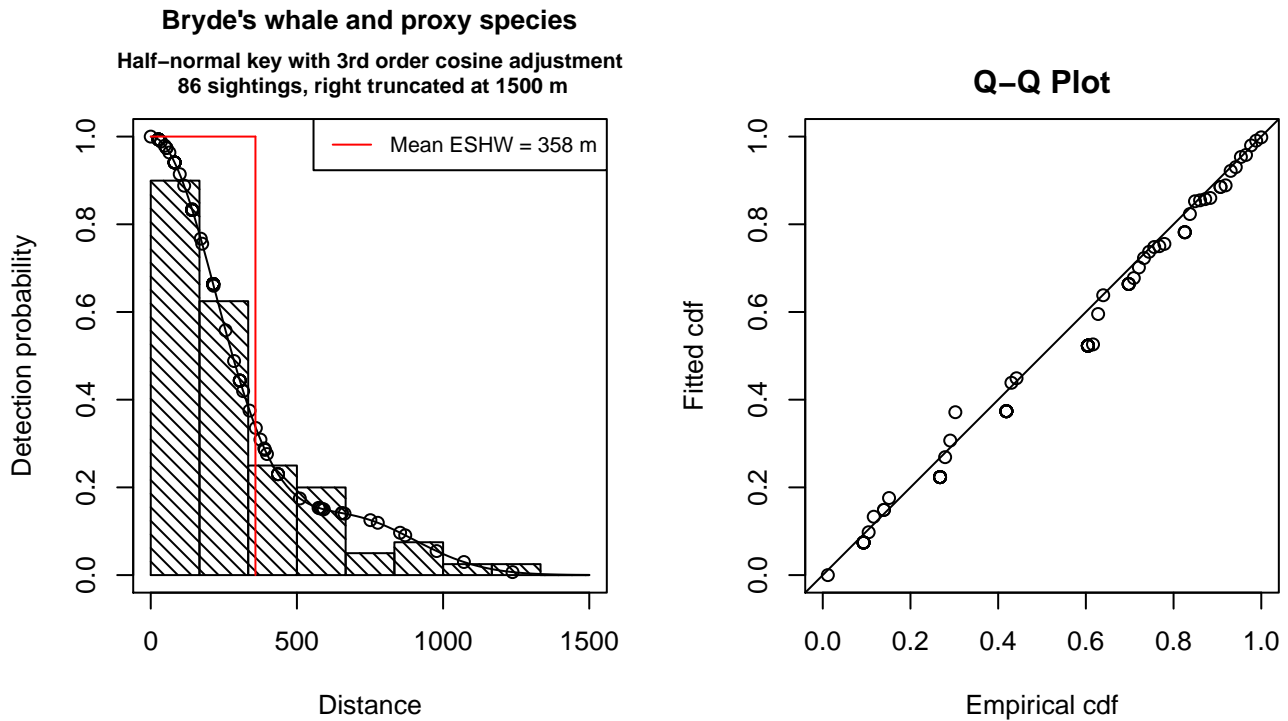 Bryde's whale and proxy species
Half−normal key with 3rd order cosine adjustment
86 sightings, right truncated at 1500 m
Mean ESHW = 358 m
Detection probability
1.0
0.8
0.6
0.4
0.2
0.0
0 500 1000 1500
Distance
Q−Q Plot
Fitted cdf
1.0
0.8
0.6
0.4
0.2
0.0
0.0 0.2 0.4 0.6 0.8 1.0
Empirical cdf